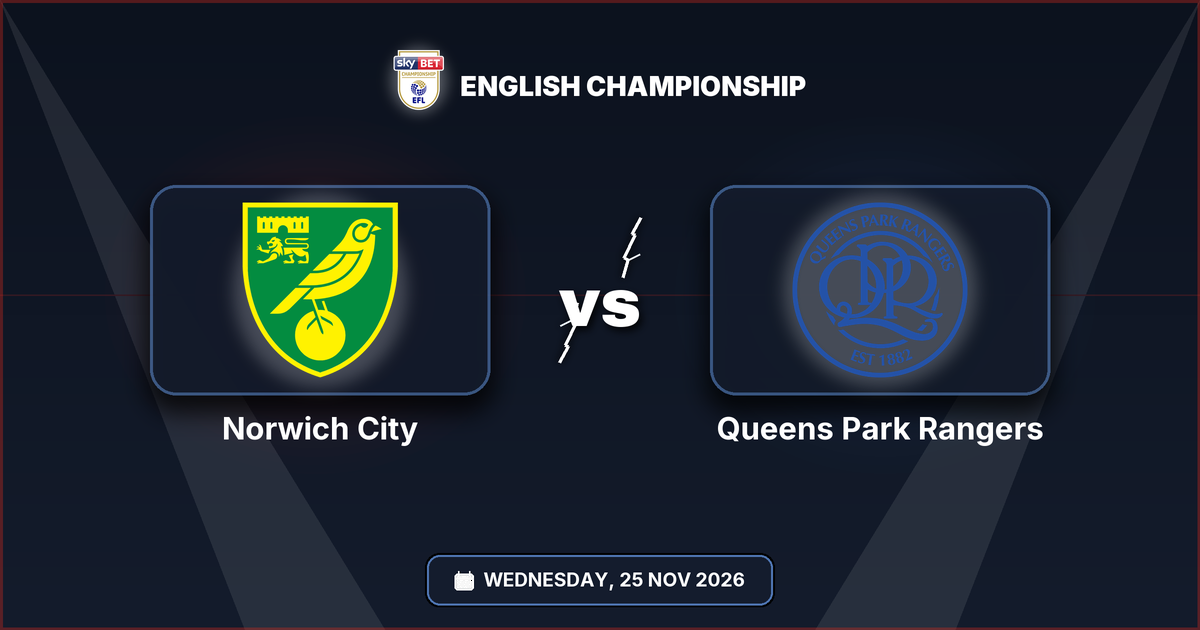 sky BET
CHAMPIONSHIP
EFL
ENGLISH CHAMPIONSHIP
QUEENS PARK RANGERS
QPR
EST 1882
VS
Norwich City
Queens Park Rangers
WEDNESDAY, 25 NOV 2026